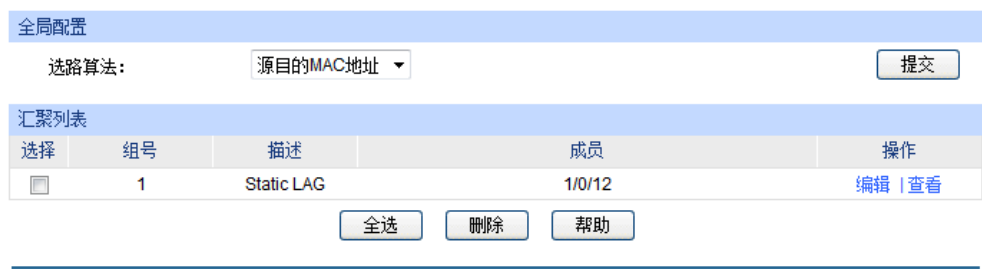 全局配置
选路算法： 源目的MAC地址 提交
汇聚列表
选择 组号 描述 成员 操作
1 Static LAG 1/0/12 编辑 | 查看
全选 删除 帮助